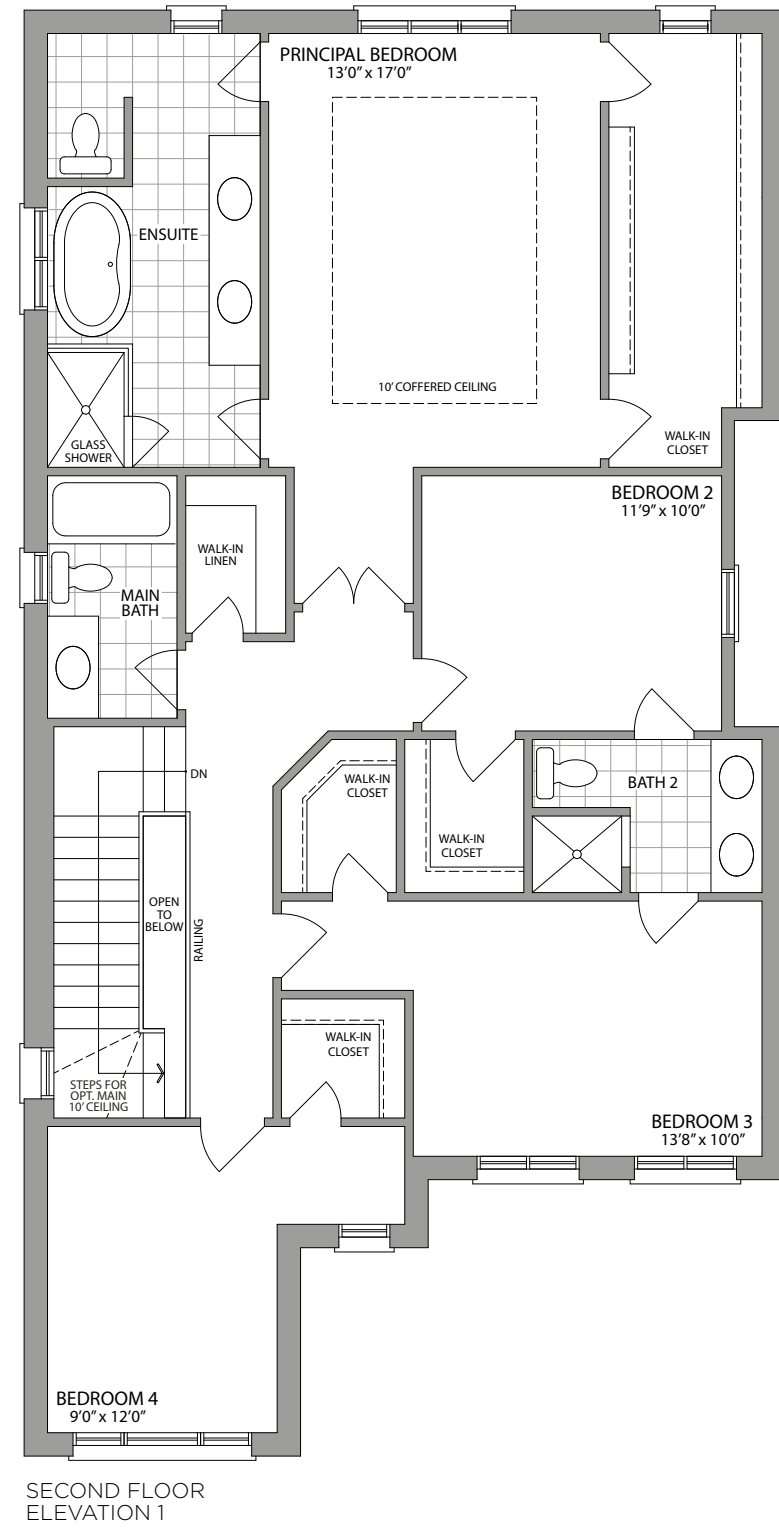 PRINCIPAL BEDROOM
13'0" x 17'0"
ENSUITE
10' COFFERED CEILING
GLASS
SHOWER
WALK-IN
CLOSET
BEDROOM 2
11'9" x 10'0"
WALK-IN
LINEN
MAIN
BATH
DN
WALK-IN
CLOSET
WALK-IN
CLOSET
BATH 2
OPEN
TO
BELOW
RAILING
WALK-IN
CLOSET
STEPS FOR
OPT. MAIN
10' CEILING
BEDROOM 3
13'8" x 10'0"
BEDROOM 4
9'0" x 12'0"
SECOND FLOOR
ELEVATION 1